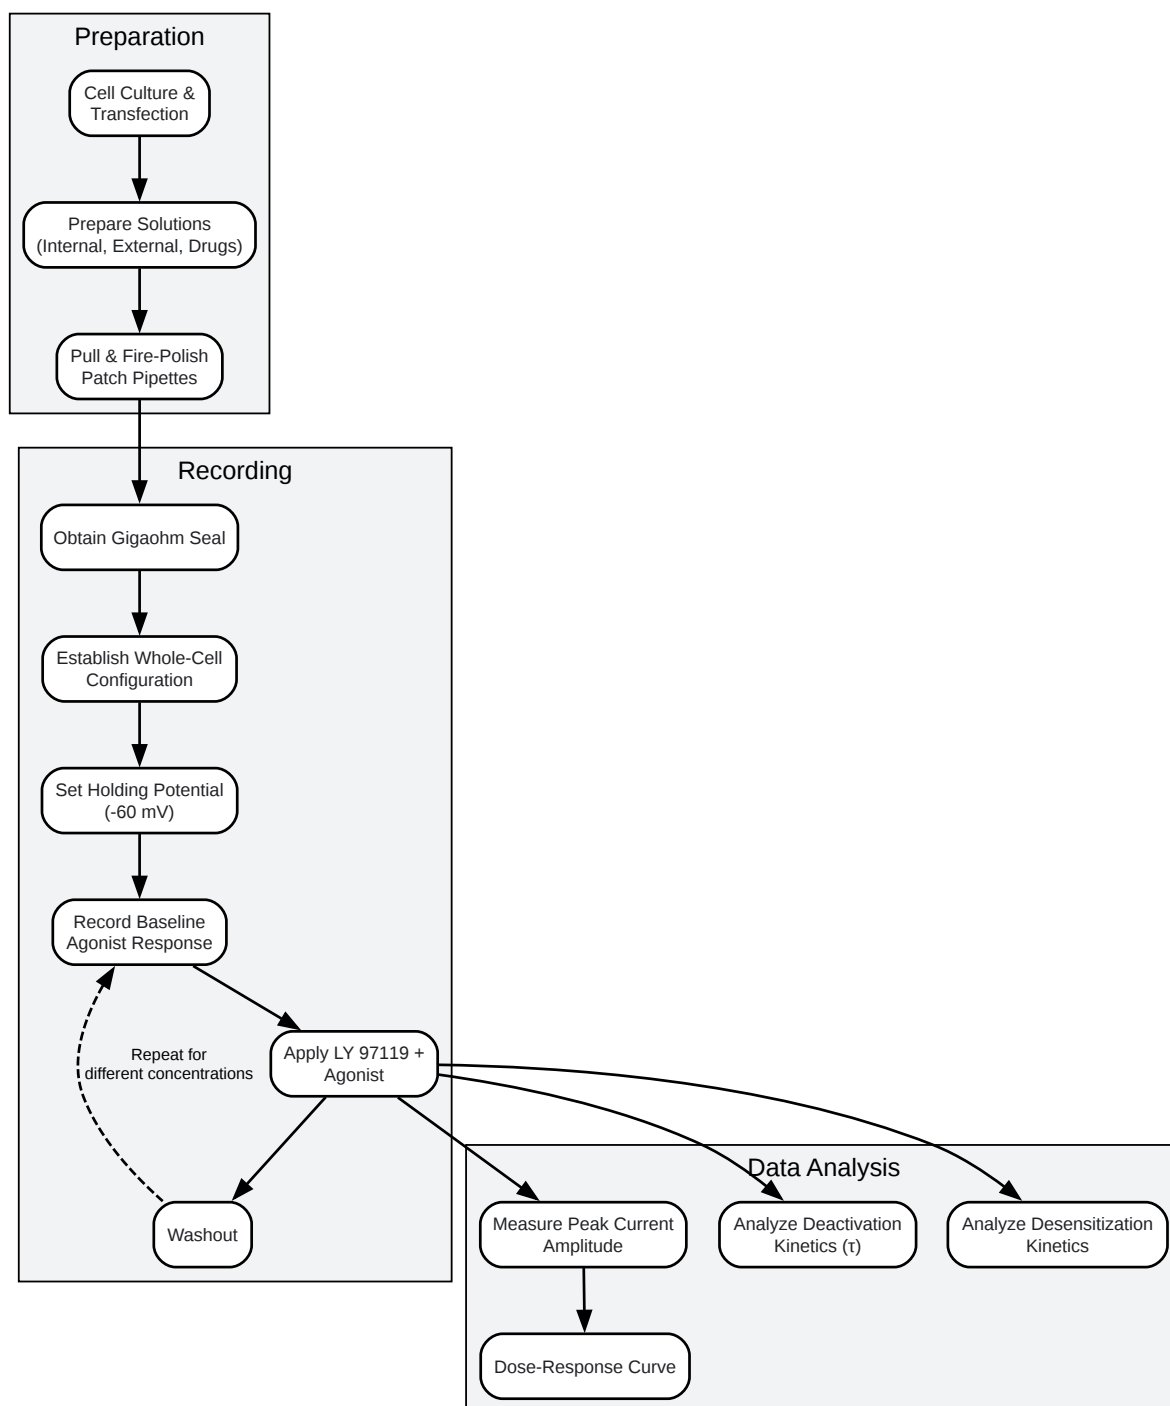 Preparation
Cell Culture &
Transfection
Prepare Solutions
(Internal, External, Drugs)
Pull & Fire-Polish
Patch Pipettes
Recording
Obtain Gigaohm Seal
Establish Whole-Cell
Configuration
Set Holding Potential
(-60 mV)
Record Baseline
Agonist Response
Repeat for
different concentrations
Apply LY 97119 +
Agonist
Washout
Data Analysis
Measure Peak Current
Amplitude
Analyze Deactivation
Kinetics (τ)
Analyze Desensitization
Kinetics
Dose-Response Curve